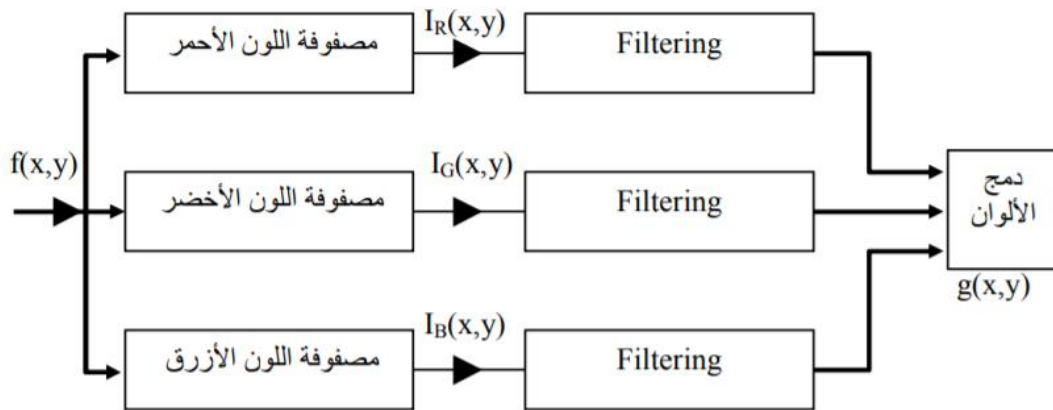 f(x,y)
مصفوفة اللون الأحمر
I_R(x,y)
Filtering
مصفوفة اللون الأخضر
I_G(x,y)
Filtering
مصفوفة اللون الأزرق
I_B(x,y)
Filtering
دمج
الألوان
g(x,y)